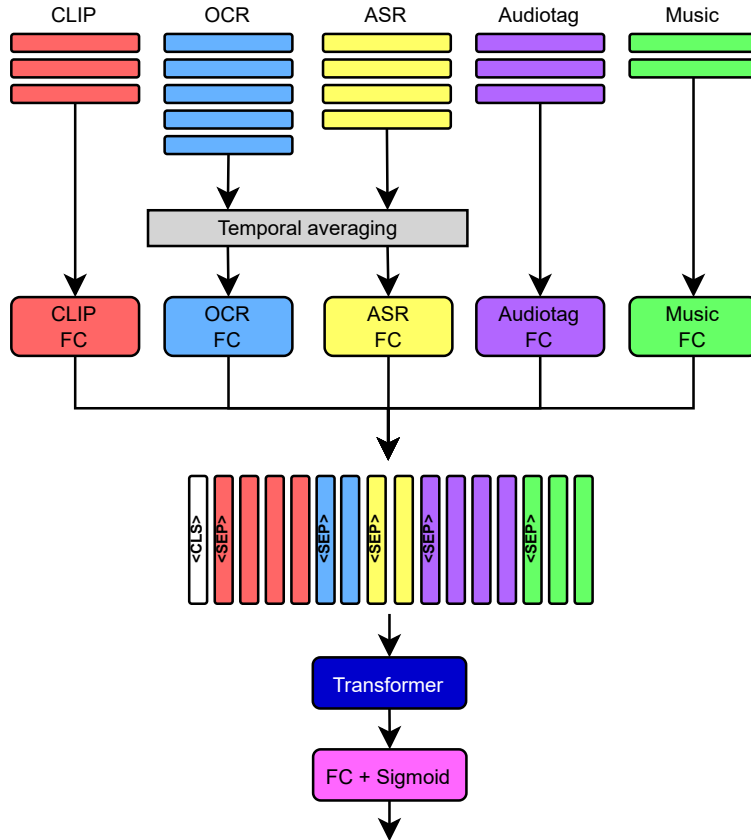 CLIP OCR ASR Audiotag Music
Temporal averaging
CLIP FC
OCR FC
ASR FC
Audiotag FC
Music FC
<CLS> <SEP> <SEP> <SEP> <SEP> <SEP>
Transformer
FC + Sigmoid